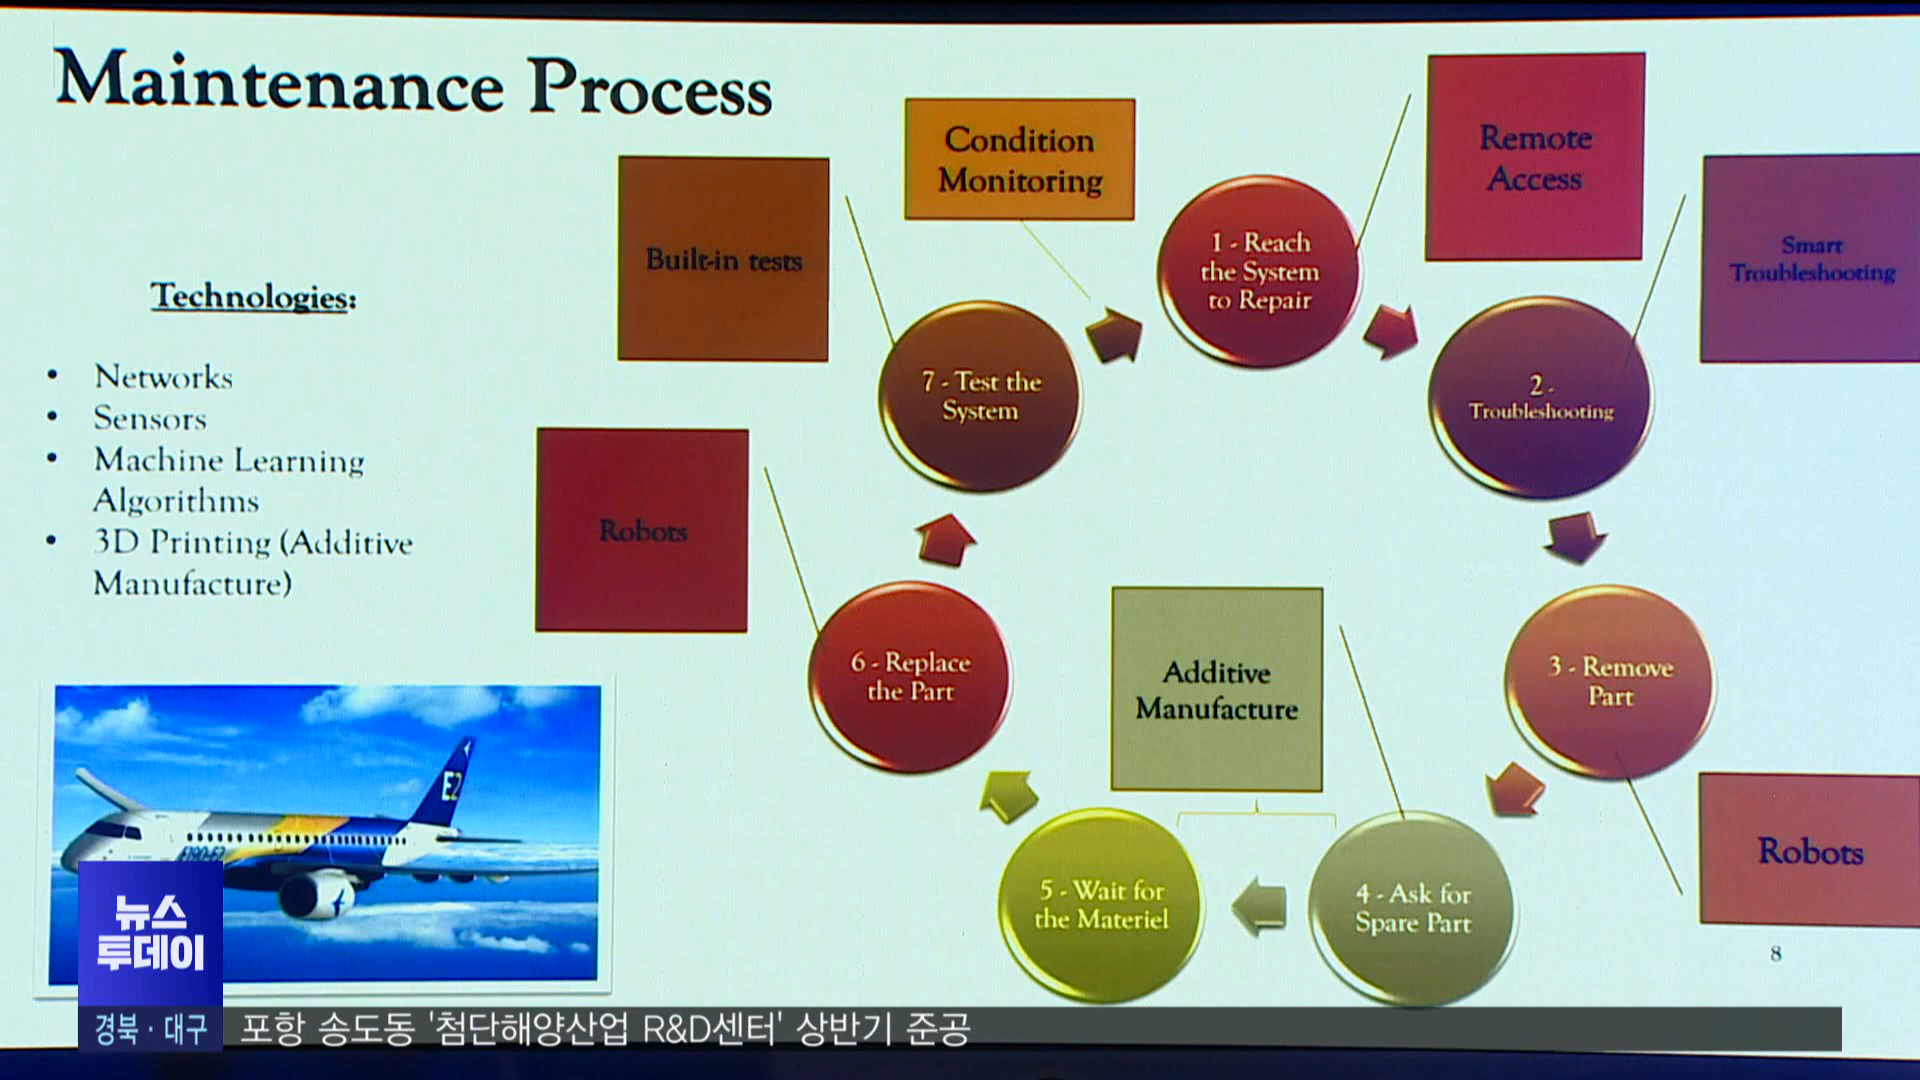 Maintenance Process
Technologies:
• Networks
• Sensors
• Machine Learning
Algorithms
• 3D Printing (Additive
Manufacture)
Condition
Monitoring
Remote
Access
Built-in tests
Smart
Troubleshooting
1 - Reach
the System
to Repair
7 - Test the
System
2 -
Troubleshooting
Robots
6 - Replace
the Part
Additive
Manufacture
3 - Remove
Part
5 - Wait for
the Materiel
4 - Ask for
Spare Part
Robots
8
E2
E190-E2
뉴스
투데이
경북·대구
포항 송도동 '첨단해양산업 R&D센터' 상반기 준공